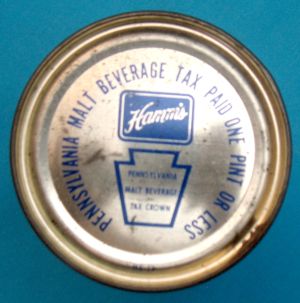 PENNSYLVANIA MALT BEVERAGE TAX PAID ONE PINT OR LESS
Hamm's
PENNSYLVANIA
MALT BEVERAGE
TAX CROWN